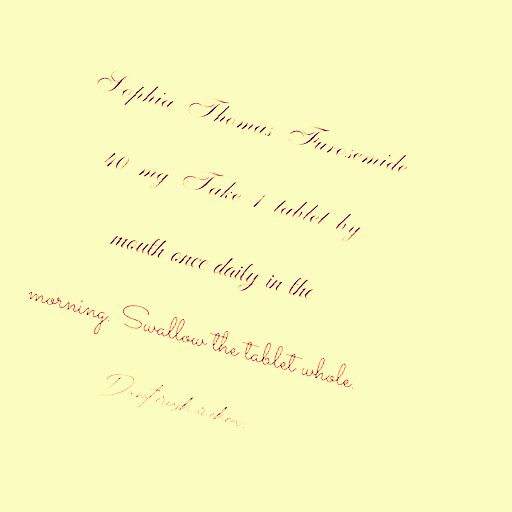 Sophia Thomas Furosemide
40 mg Take 1 tablet by
mouth once daily in the
morning. Swallow the tablet whole.
Do not crush or chew.